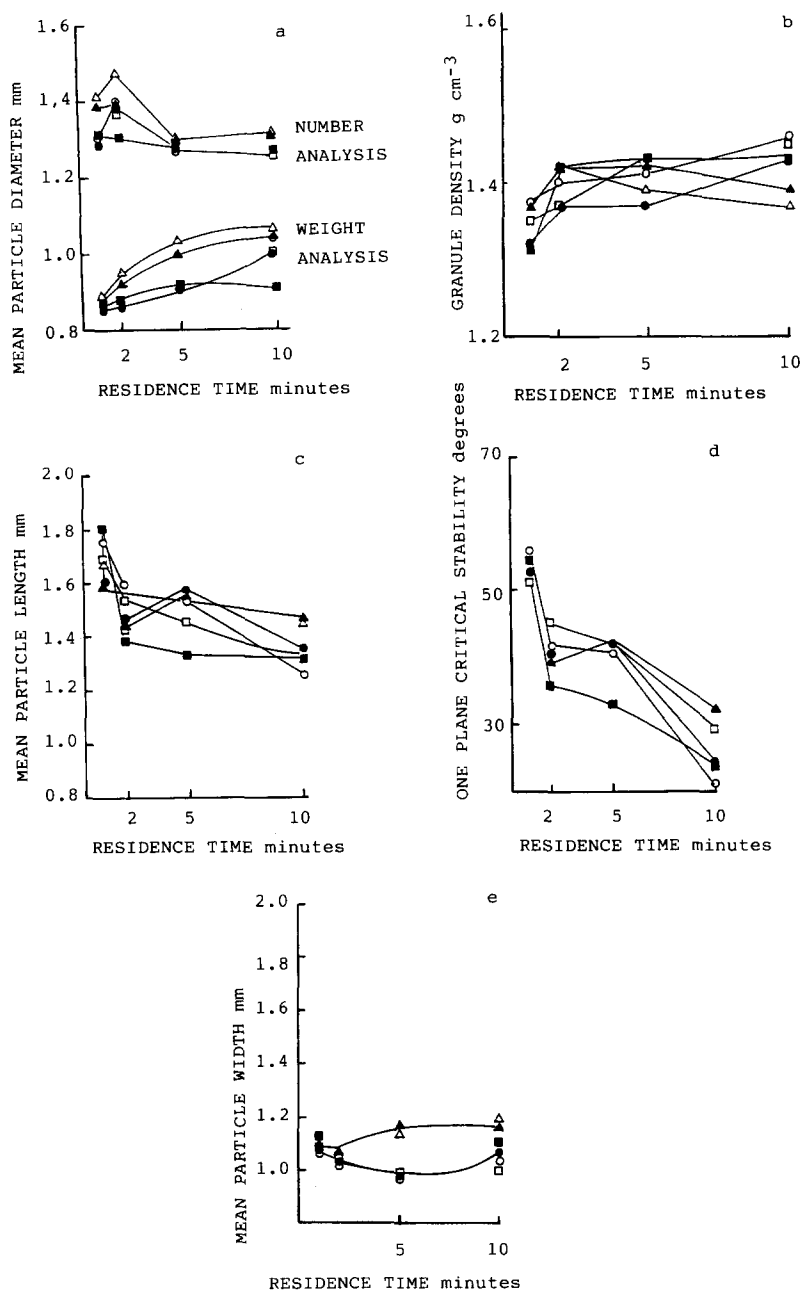 a
MEAN PARTICLE DIAMETER mm
1.6
1,4
1.2
1.0
0.8
NUMBER
ANALYSIS
WEIGHT
ANALYSIS
2 5 10
RESIDENCE TIME minutes
b
GRANULE DENSITY g cm-3
1.6
1.4
1.2
2 5 10
RESIDENCE TIME minutes
c
MEAN PARTICLE LENGTH mm
2.0
1.8
1.6
1.4
1.2
1.0
0.8
2 5 10
RESIDENCE TIME minutes
d
ONE PLANE CRITICAL STABILITY degrees
70
50
30
2 5 10
RESIDENCE TIME minutes
e
MEAN PARTICLE WIDTH mm
2.0
1.8
1.6
1.4
1.2
1.0
5 10
RESIDENCE TIME minutes